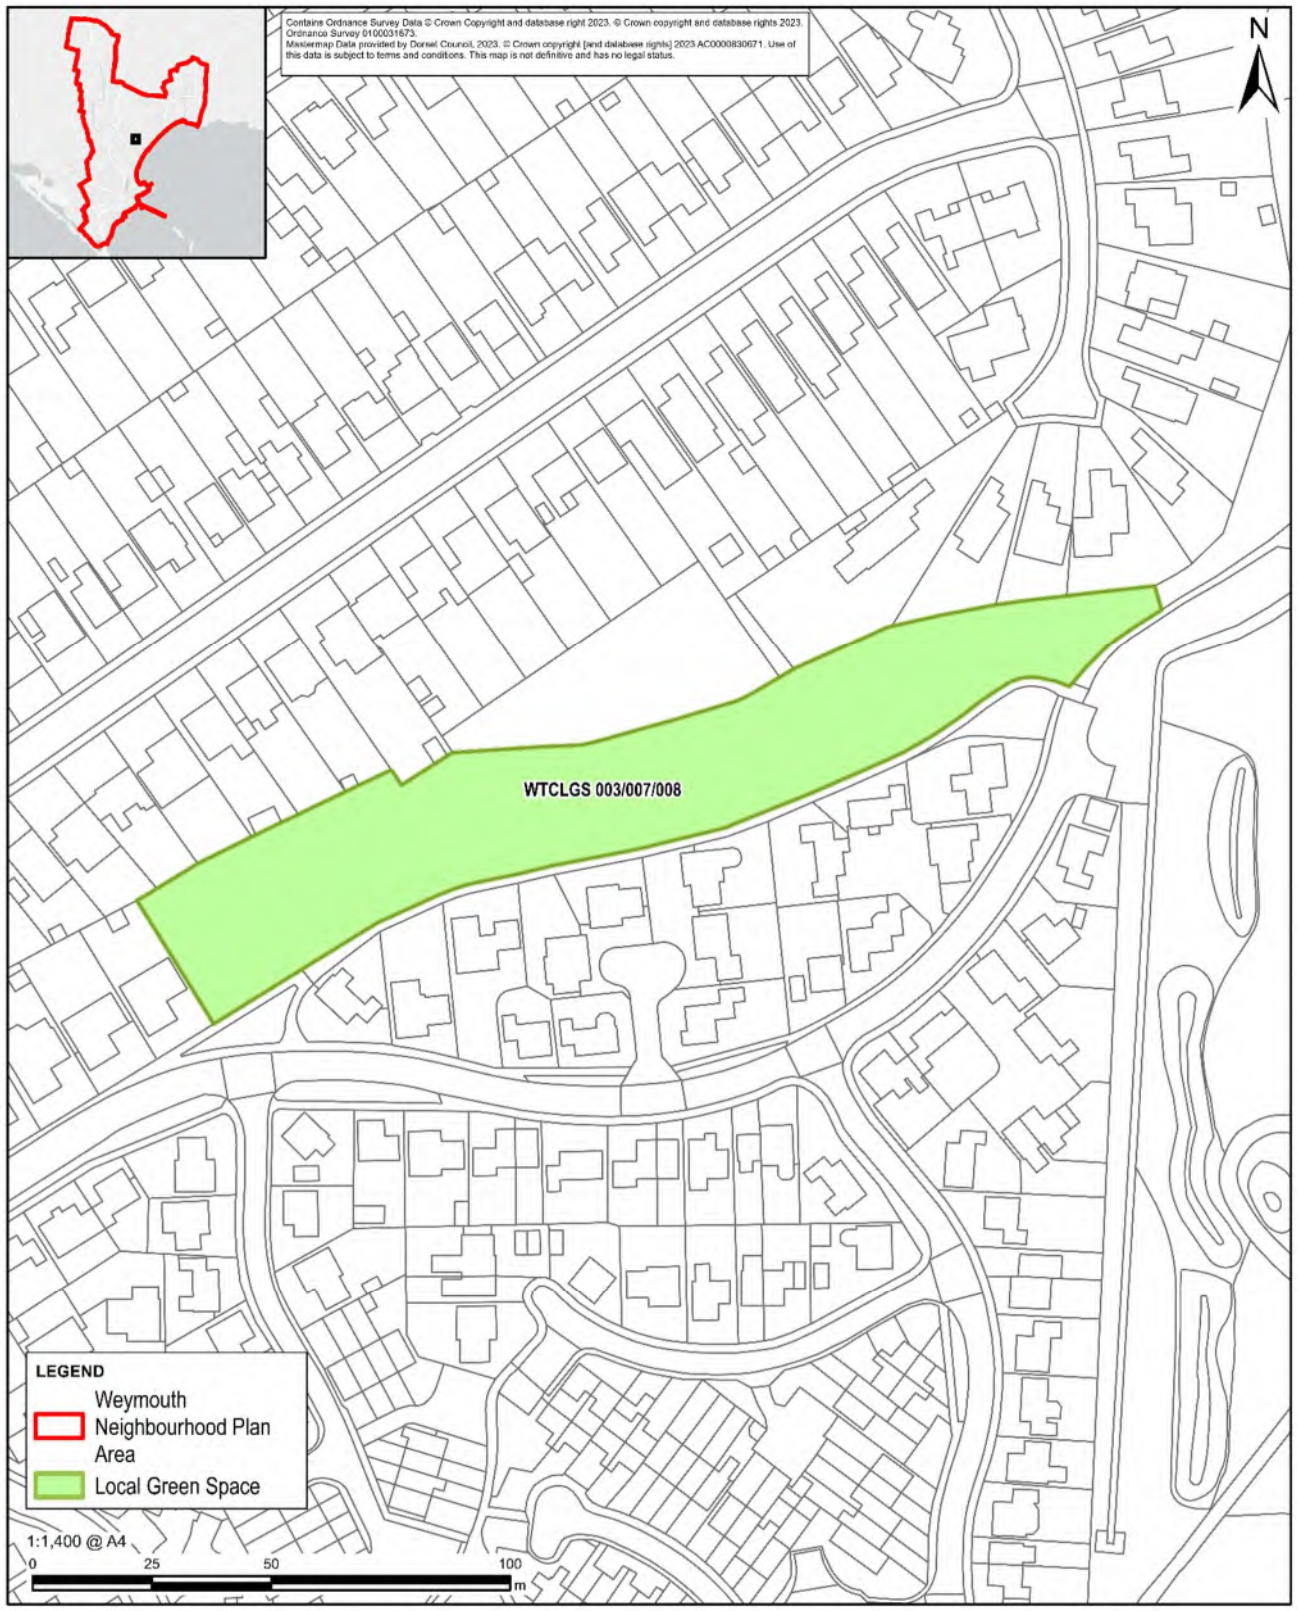 Contains Ordnance Survey Data © Crown Copyright and database right 2023. © Crown copyright and database rights 2023.
Ordnance Survey 0100031673.
Mastermap Data provided by Dorset Council, 2023. © Crown copyright [and database rights] 2023 AC0000830671. Use of
this data is subject to terms and conditions. This map is not definitive and has no legal status.
N
WTCLGS 003/007/008
LEGEND
Weymouth
Neighbourhood Plan
Area
Local Green Space
1:1,400 @ A4
0 25 50 100
m